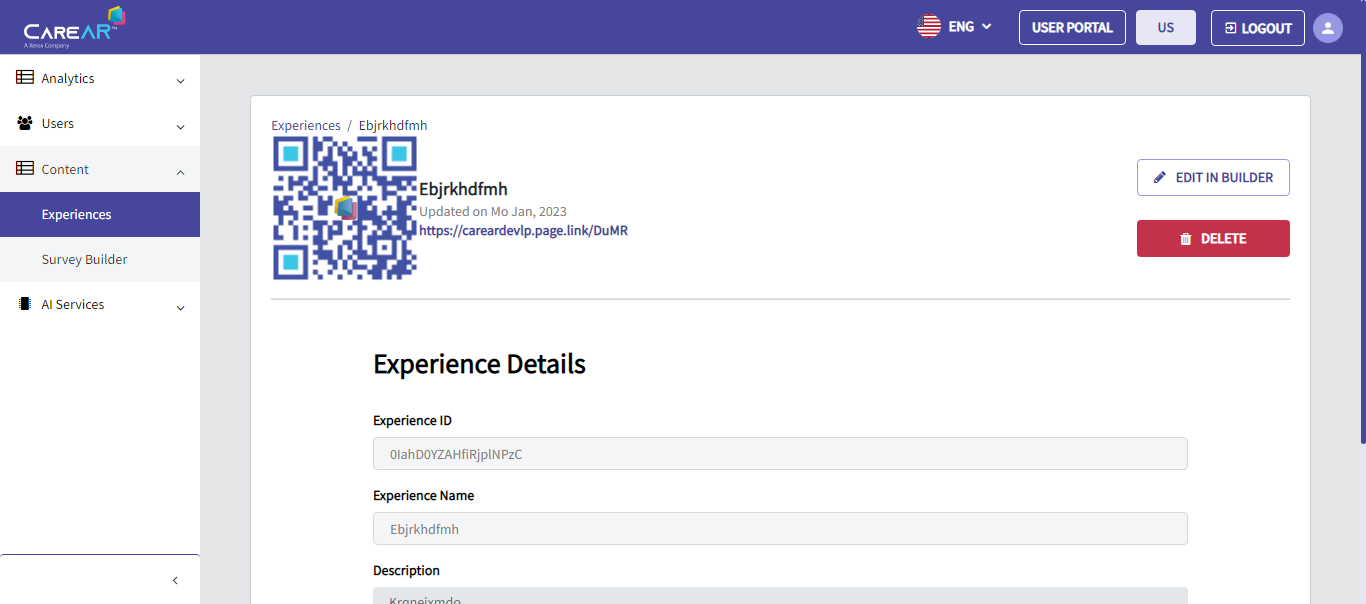 CAREAR™
A Xerox Company
ENG
USER PORTAL
US
LOGOUT
Analytics
Users
Content
Experiences
Survey Builder
AI Services
Experiences / Ebjrkhdfmh
Ebjrkhdfmh
Updated on Mo Jan, 2023
https://careardevlp.page.link/DuMR
EDIT IN BUILDER
DELETE
Experience Details
Experience ID
0IahD0YZAHfiRjplNPzC
Experience Name
Ebjrkhdfmh
Description